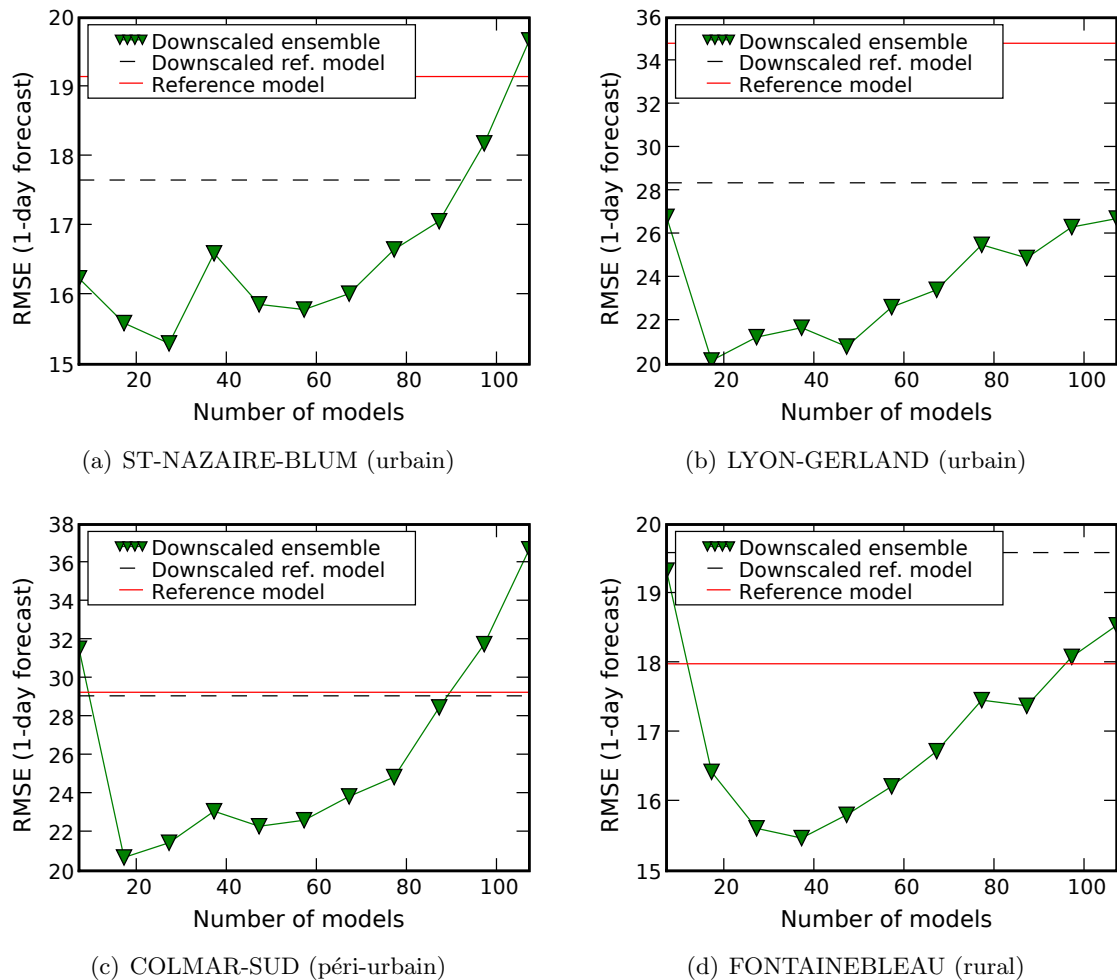 20
19
18
17
16
15
RMSE (1-day forecast)
Downscaled ensemble
Downscaled ref. model
Reference model
20 40 60 80 100
Number of models
(a) ST-NAZAIRE-BLUM (urbain)
36
34
32
30
28
26
24
22
20
RMSE (1-day forecast)
Downscaled ensemble
Downscaled ref. model
Reference model
20 40 60 80 100
Number of models
(b) LYON-GERLAND (urbain)
38
36
34
32
30
28
26
24
22
20
RMSE (1-day forecast)
Downscaled ensemble
Downscaled ref. model
Reference model
20 40 60 80 100
Number of models
(c) COLMAR-SUD (péri-urbain)
20
19
18
17
16
15
RMSE (1-day forecast)
Downscaled ensemble
Downscaled ref. model
Reference model
20 40 60 80 100
Number of models
(d) FONTAINEBLEAU (rural)